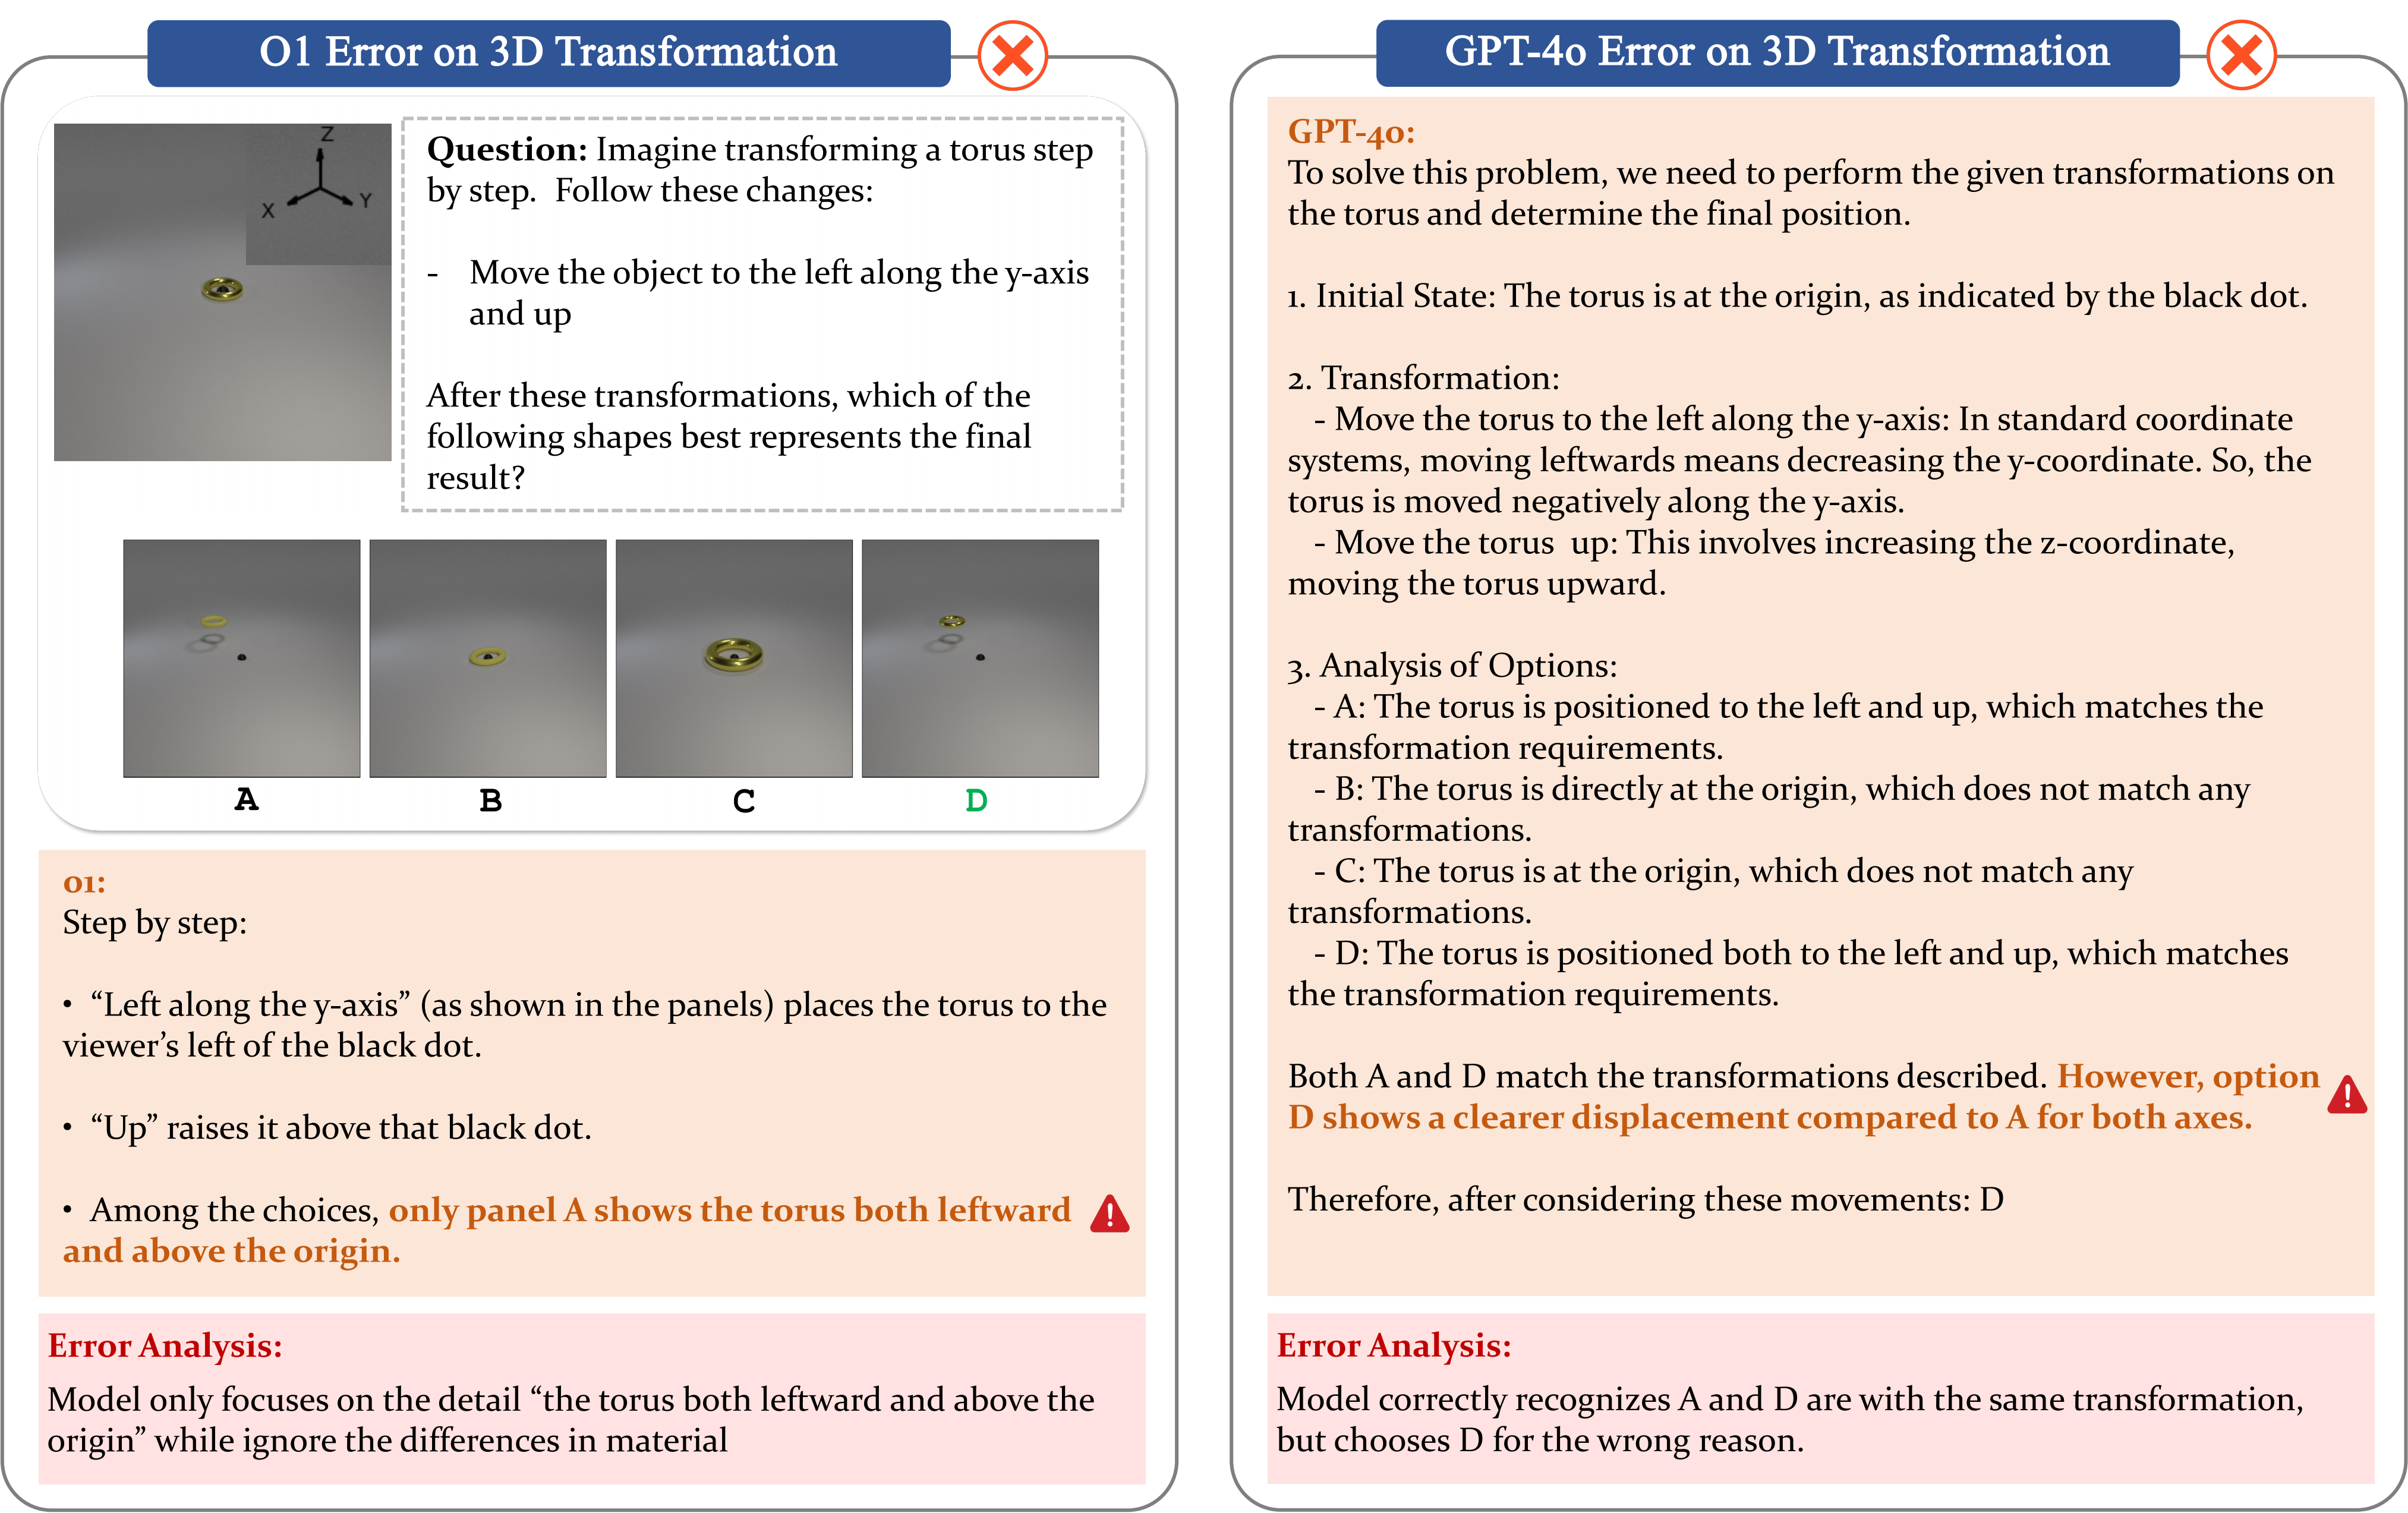 O1 Error on 3D Transformation
Z
X
Y
Question: Imagine transforming a torus step
by step. Follow these changes:
- Move the object to the left along the y-axis
and up
After these transformations, which of the
following shapes best represents the final
result?
A
B
C
D
o1:
Step by step:
• “Left along the y-axis” (as shown in the panels) places the torus to the
viewer’s left of the black dot.
• “Up” raises it above that black dot.
• Among the choices, only panel A shows the torus both leftward
and above the origin.
Error Analysis:
Model only focuses on the detail “the torus both leftward and above the
origin” while ignore the differences in material
GPT-4o Error on 3D Transformation
GPT-4o:
To solve this problem, we need to perform the given transformations on
the torus and determine the final position.
1. Initial State: The torus is at the origin, as indicated by the black dot.
2. Transformation:
- Move the torus to the left along the y-axis: In standard coordinate
systems, moving leftwards means decreasing the y-coordinate. So, the
torus is moved negatively along the y-axis.
- Move the torus up: This involves increasing the z-coordinate,
moving the torus upward.
3. Analysis of Options:
- A: The torus is positioned to the left and up, which matches the
transformation requirements.
- B: The torus is directly at the origin, which does not match any
transformations.
- C: The torus is at the origin, which does not match any
transformations.
- D: The torus is positioned both to the left and up, which matches
the transformation requirements.
Both A and D match the transformations described. However, option
D shows a clearer displacement compared to A for both axes.
Therefore, after considering these movements: D
Error Analysis:
Model correctly recognizes A and D are with the same transformation,
but chooses D for the wrong reason.